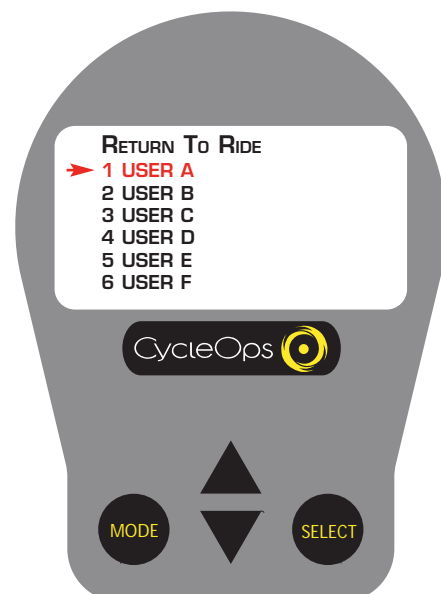 Return To Ride
1 USER A
2 USER B
3 USER C
4 USER D
5 USER E
6 USER F
CycleOps
MODE
SELECT